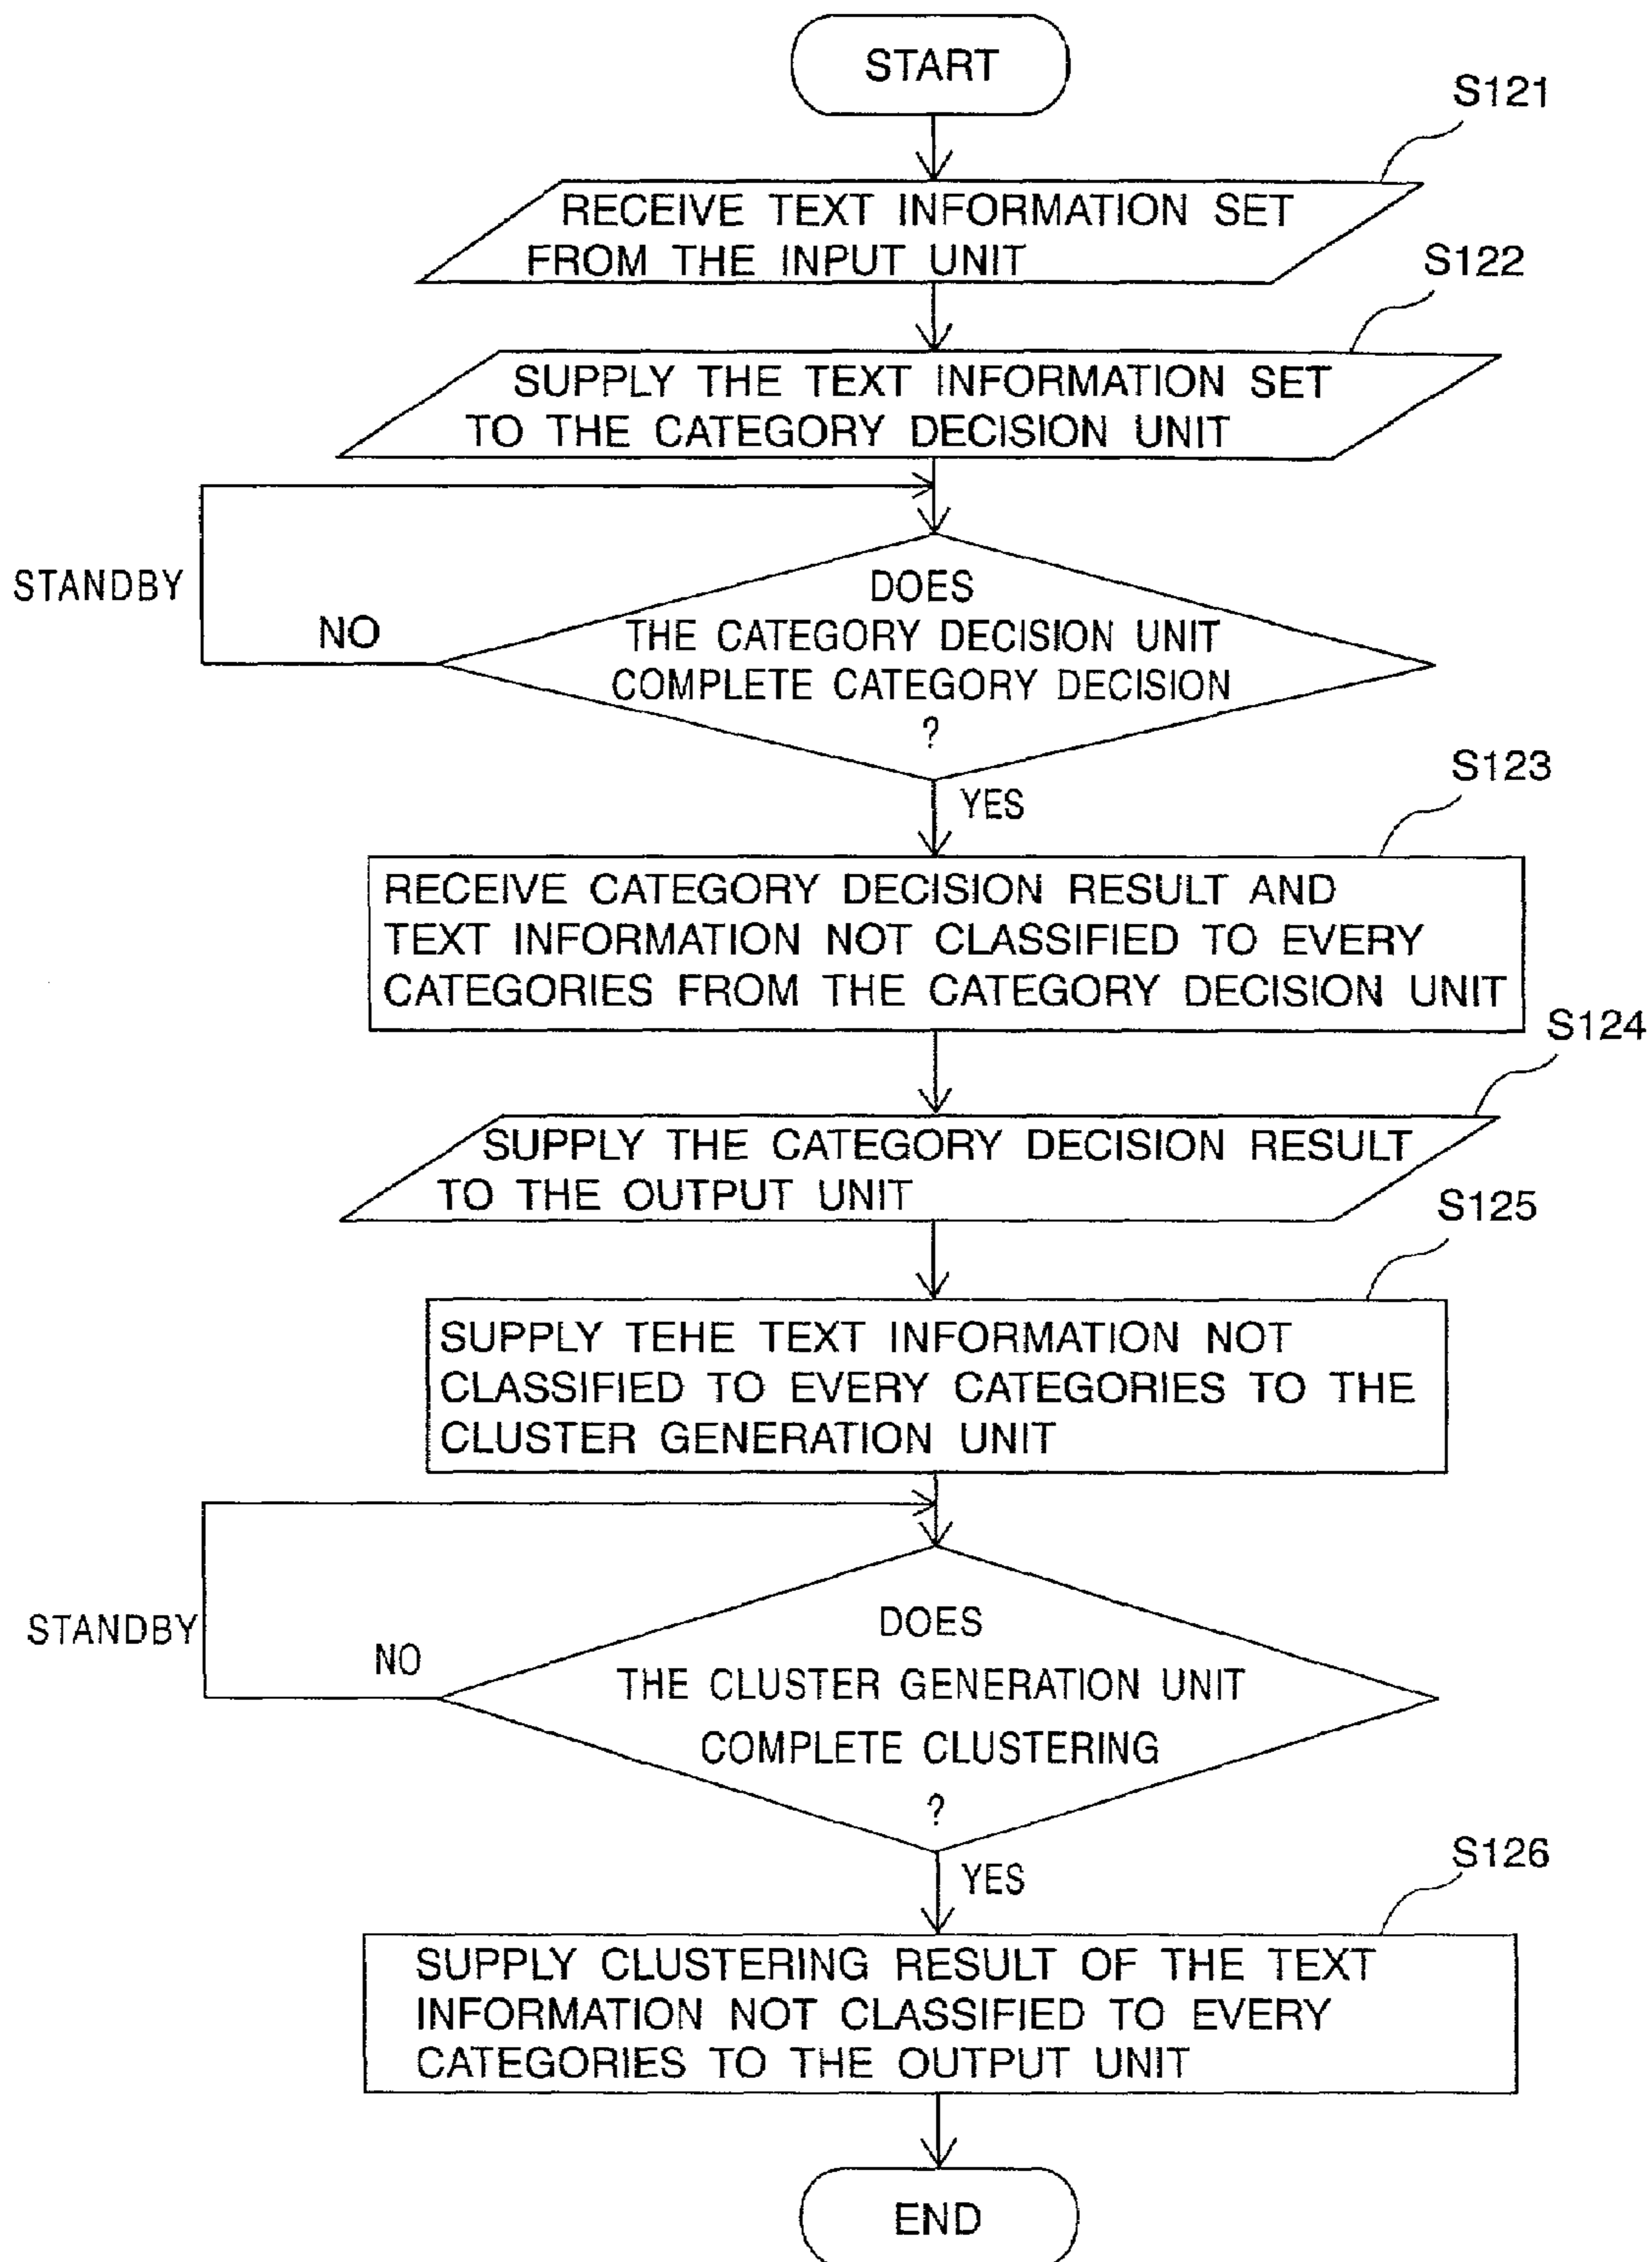 START
S121
RECEIVE TEXT INFORMATION SET
FROM THE INPUT UNIT
S122
SUPPLY THE TEXT INFORMATION SET
TO THE CATEGORY DECISION UNIT
STANDBY
NO
DOES
THE CATEGORY DECISION UNIT
COMPLETE CATEGORY DECISION
?
YES
S123
RECEIVE CATEGORY DECISION RESULT AND
TEXT INFORMATION NOT CLASSIFIED TO EVERY
CATEGORIES FROM THE CATEGORY DECISION UNIT
S124
SUPPLY THE CATEGORY DECISION RESULT
TO THE OUTPUT UNIT
S125
SUPPLY TEHE TEXT INFORMATION NOT
CLASSIFIED TO EVERY CATEGORIES TO THE
CLUSTER GENERATION UNIT
STANDBY
NO
DOES
THE CLUSTER GENERATION UNIT
COMPLETE CLUSTERING
?
YES
S126
SUPPLY CLUSTERING RESULT OF THE TEXT
INFORMATION NOT CLASSIFIED TO EVERY
CATEGORIES TO THE OUTPUT UNIT
END